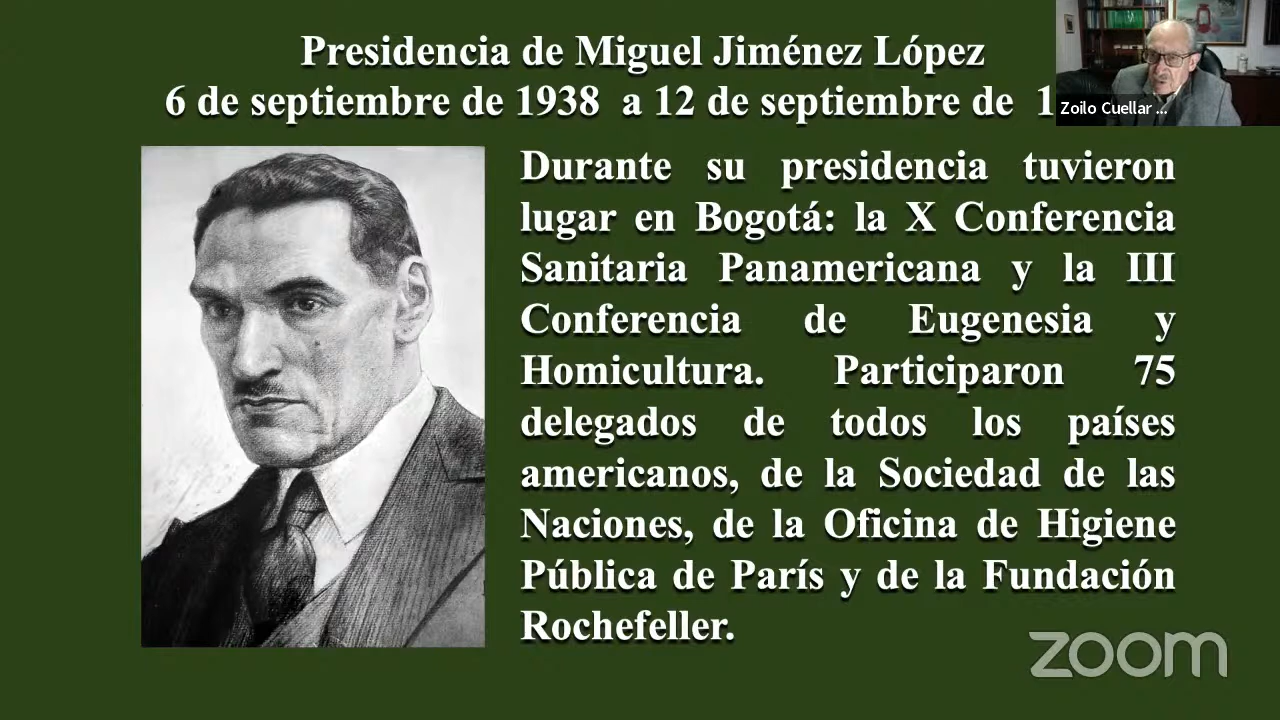 Presidencia de Miguel Jiménez López
6 de septiembre de 1938 a 12 de septiembre de 1
Zoilo Cuellar ...
Durante su presidencia tuvieron
lugar en Bogotá: la X Conferencia
Sanitaria Panamericana y la III
Conferencia de Eugenesia y
Homicultura. Participaron 75
delegados de todos los países
americanos, de la Sociedad de las
Naciones, de la Oficina de Higiene
Pública de París y de la Fundación
Rochefeller.
zoom